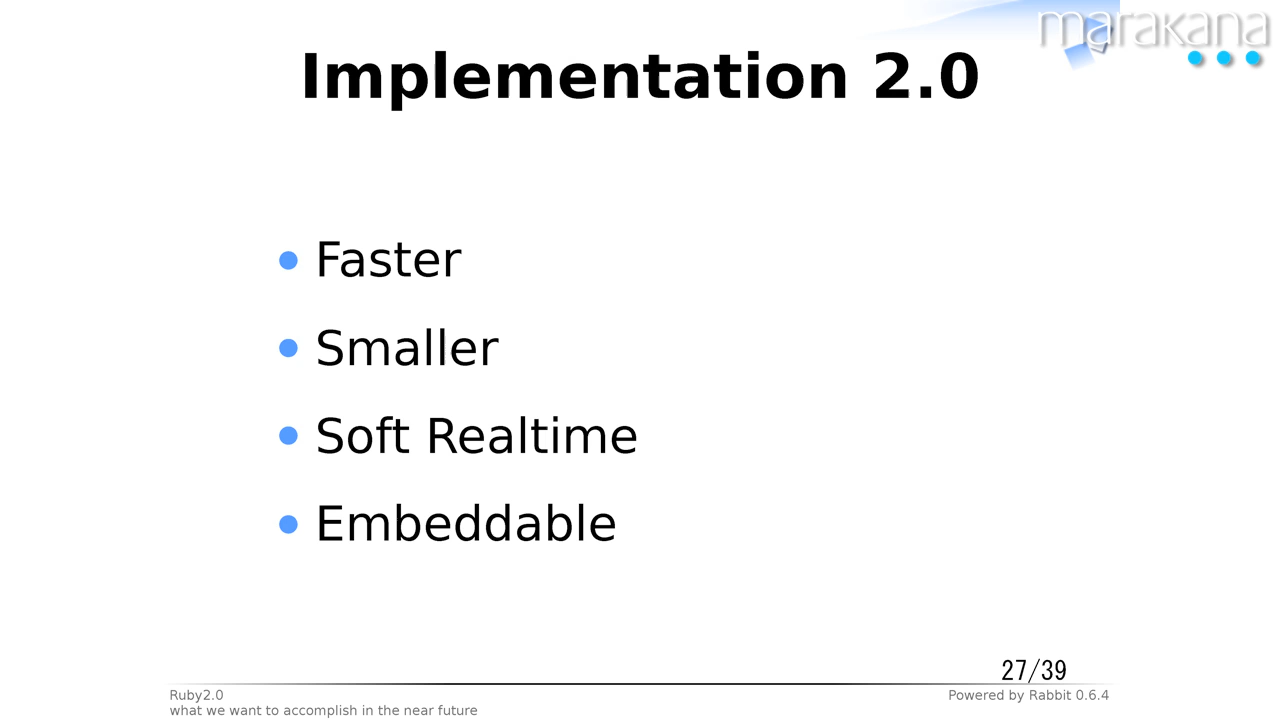 marakana
Implementation 2.0
Faster
Smaller
Soft Realtime
Embeddable
27/39
Ruby2.0
Powered by Rabbit 0.6.4
what we want to accomplish in the near future